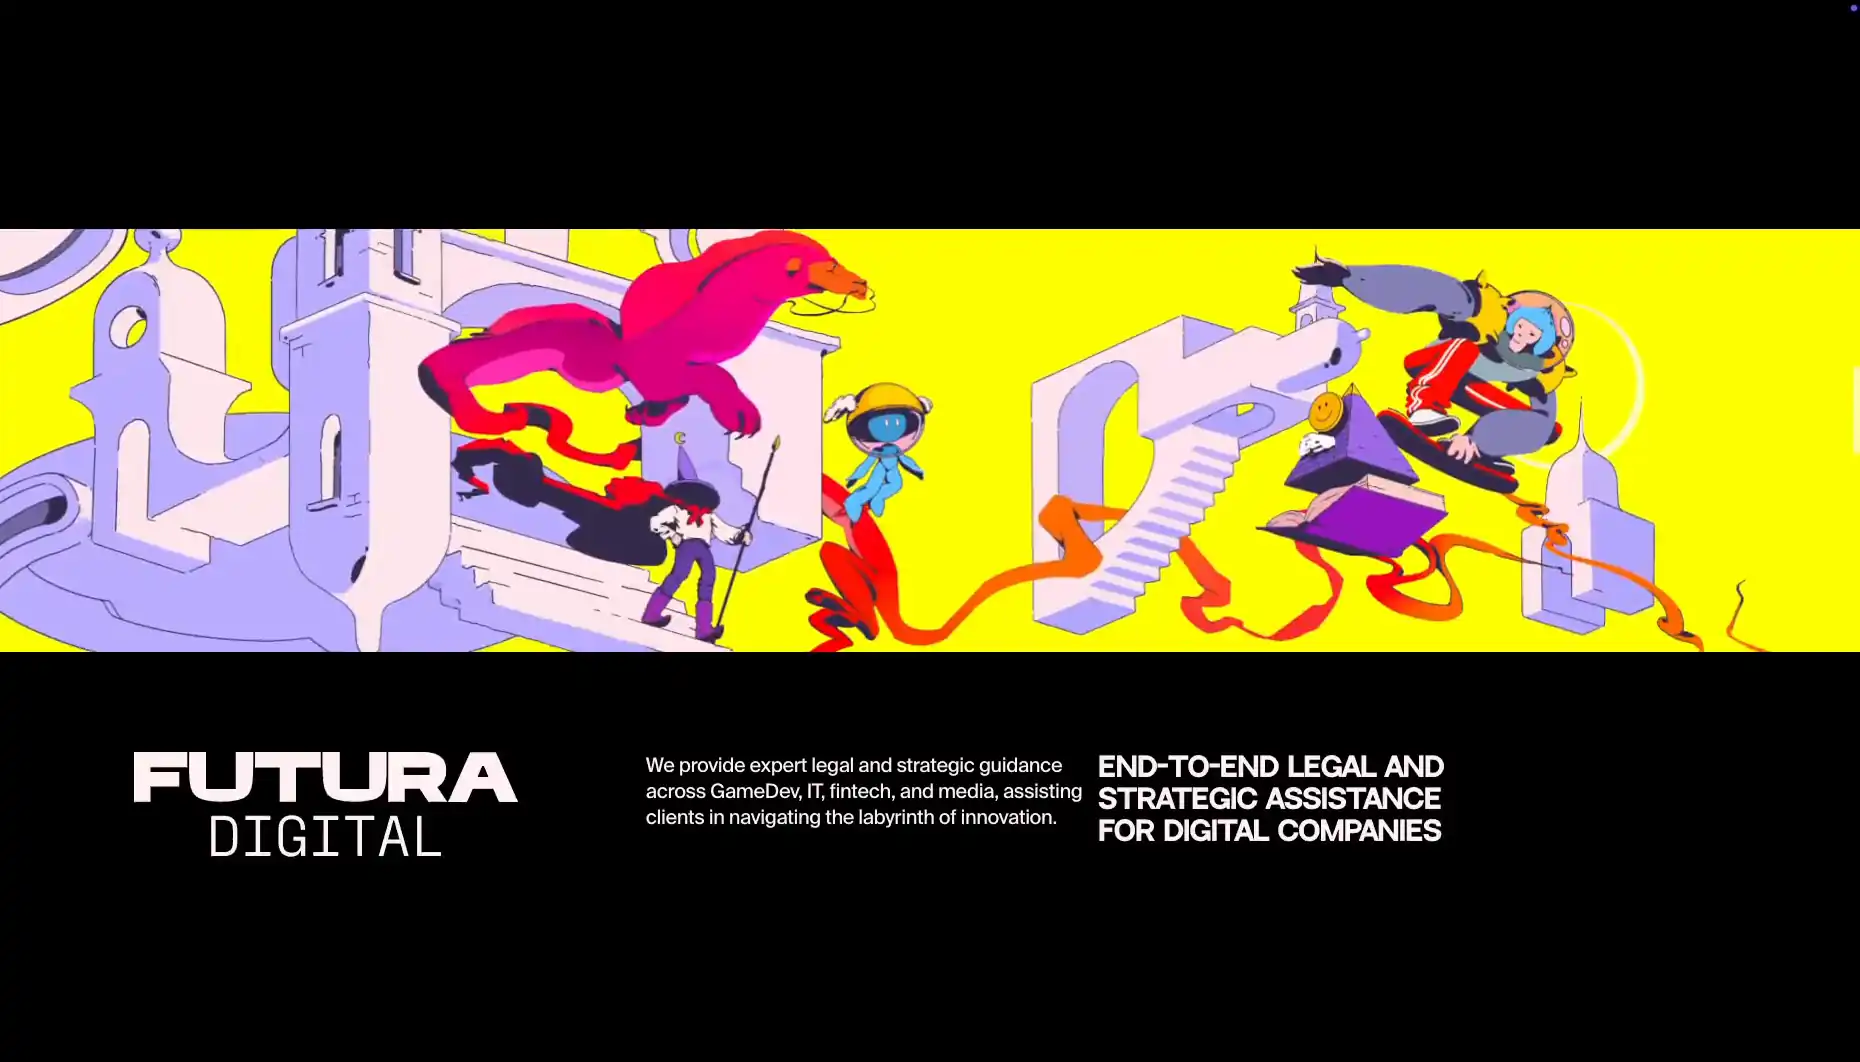 FUTURA
DIGITAL
We provide expert legal and strategic guidance
across GameDev, IT, fintech, and media, assisting
clients in navigating the labyrinth of innovation.
END-TO-END LEGAL AND
STRATEGIC ASSISTANCE
FOR DIGITAL COMPANIES